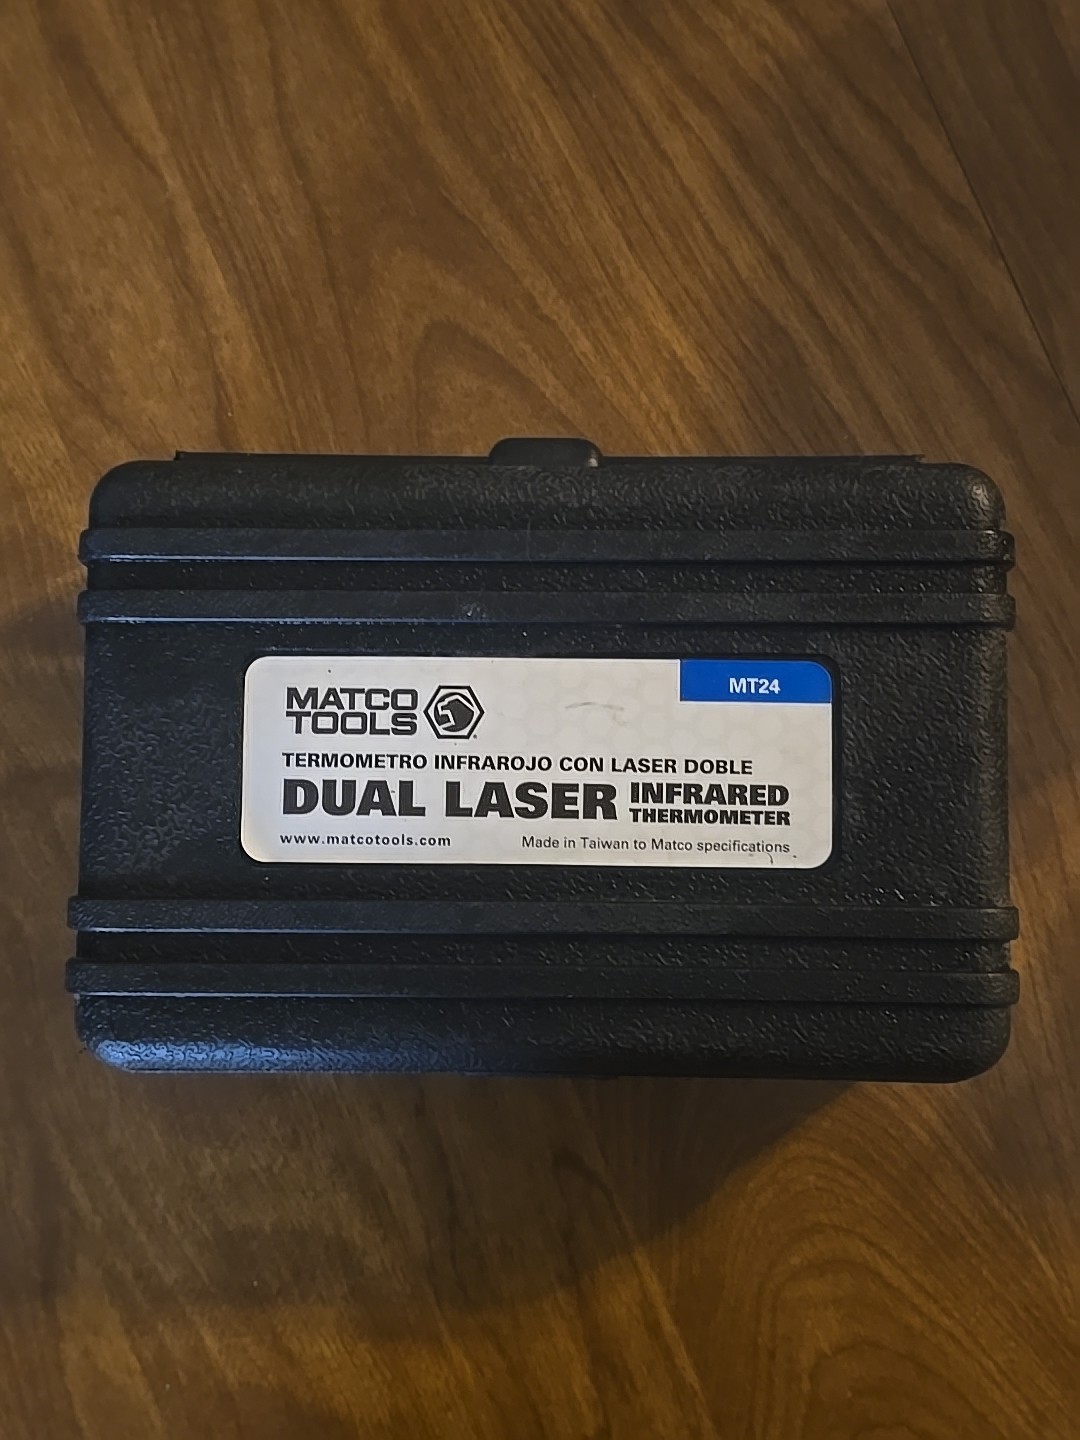 MT24
MATCO
TOOLS
TERMOMETRO INFRAROJO CON LASER DOBLE
DUAL LASER INFRARED THERMOMETER
www.matcotools.com Made in Taiwan to Matco specifications